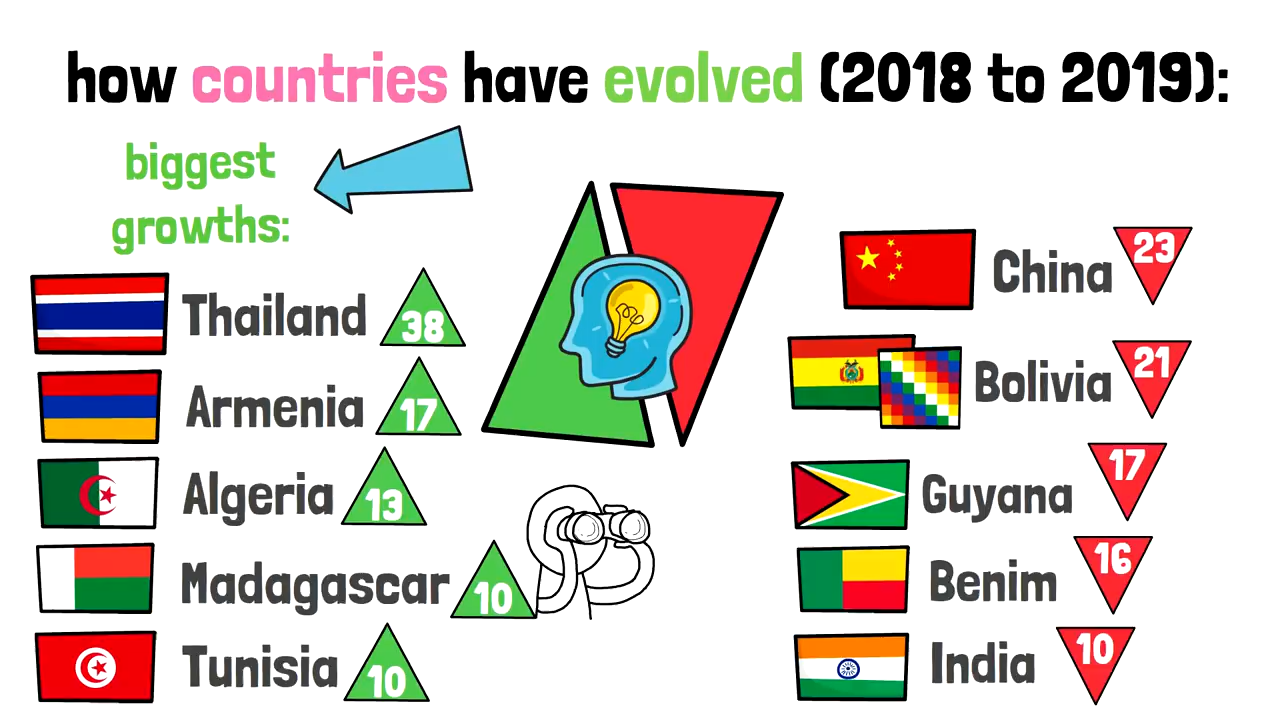 how countries have evolved (2018 to 2019):
biggest
growths:
Thailand 38
Armenia 17
Algeria 13
Madagascar 10
Tunisia 10
China 23
Bolivia 21
Guyana 17
Benim 16
India 10